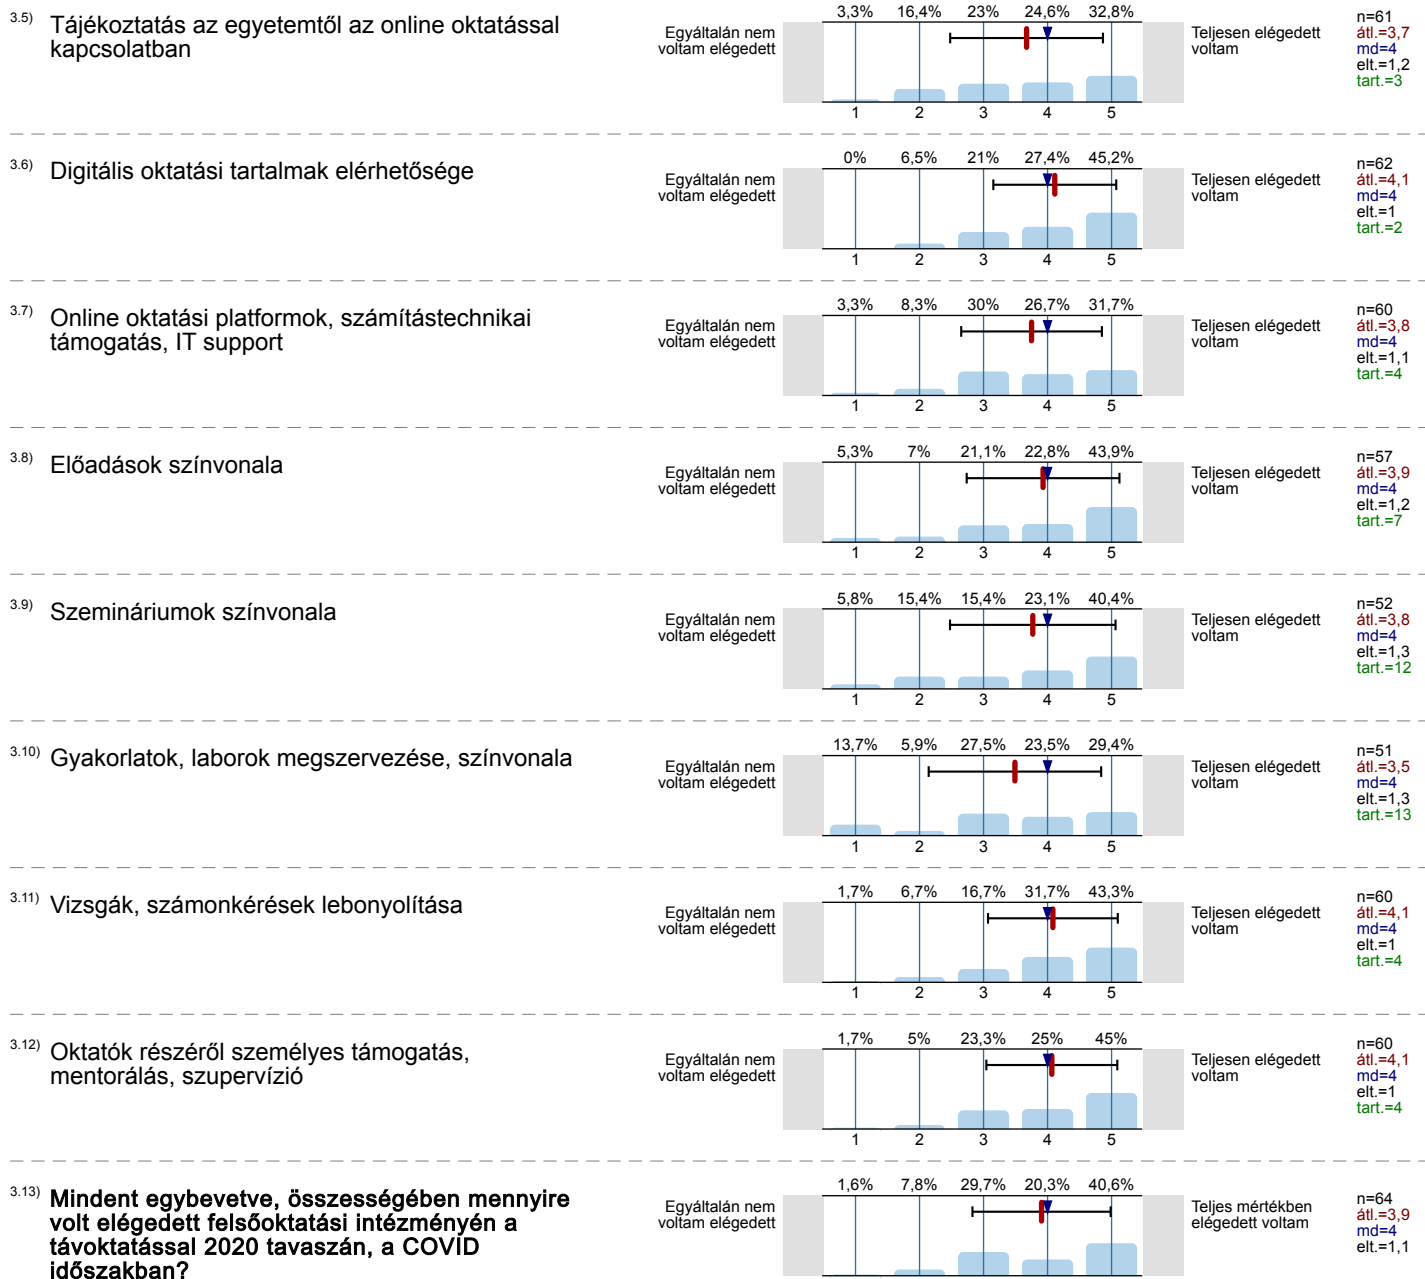 3.5) Tájékoztatás az egyetemtől az online oktatással
kapcsolatban
Egyáltalán nem
voltam elégedett
3,3% 16,4% 23% 24,6% 32,8%
1 2 3 4 5
Teljesen elégedett
voltam
n=61
átl.=3,7
md=4
elt.=1,2
tart.=3
3.6) Digitális oktatási tartalmak elérhetősége
Egyáltalán nem
voltam elégedett
0% 6,5% 21% 27,4% 45,2%
1 2 3 4 5
Teljesen elégedett
voltam
n=62
átl.=4,1
md=4
elt.=1
tart.=2
3.7) Online oktatási platformok, számítástechnikai
támogatás, IT support
Egyáltalán nem
voltam elégedett
3,3% 8,3% 30% 26,7% 31,7%
1 2 3 4 5
Teljesen elégedett
voltam
n=60
átl.=3,8
md=4
elt.=1,1
tart.=4
3.8) Előadások színvonala
Egyáltalán nem
voltam elégedett
5,3% 7% 21,1% 22,8% 43,9%
1 2 3 4 5
Teljesen elégedett
voltam
n=57
átl.=3,9
md=4
elt.=1,2
tart.=7
3.9) Szemináriumok színvonala
Egyáltalán nem
voltam elégedett
5,8% 15,4% 15,4% 23,1% 40,4%
1 2 3 4 5
Teljesen elégedett
voltam
n=52
átl.=3,8
md=4
elt.=1,3
tart.=12
3.10) Gyakorlatok, laborok megszervezése, színvonala
Egyáltalán nem
voltam elégedett
13,7% 5,9% 27,5% 23,5% 29,4%
1 2 3 4 5
Teljesen elégedett
voltam
n=51
átl.=3,5
md=4
elt.=1,3
tart.=13
3.11) Vizsgák, számonkérések lebonyolítása
Egyáltalán nem
voltam elégedett
1,7% 6,7% 16,7% 31,7% 43,3%
1 2 3 4 5
Teljesen elégedett
voltam
n=60
átl.=4,1
md=4
elt.=1
tart.=4
3.12) Oktatók részéről személyes támogatás,
mentorálás, szupervízió
Egyáltalán nem
voltam elégedett
1,7% 5% 23,3% 25% 45%
1 2 3 4 5
Teljesen elégedett
voltam
n=60
átl.=4,1
md=4
elt.=1
tart.=4
3.13) Mindent egybevetve, összességében mennyire
volt elégedett felsőoktatási intézményén a
távoktatással 2020 tavaszán, a COVID
időszakban?
Egyáltalán nem
voltam elégedett
1,6% 7,8% 29,7% 20,3% 40,6%
Teljes mértékben
elégedett voltam
n=64
átl.=3,9
md=4
elt.=1,1